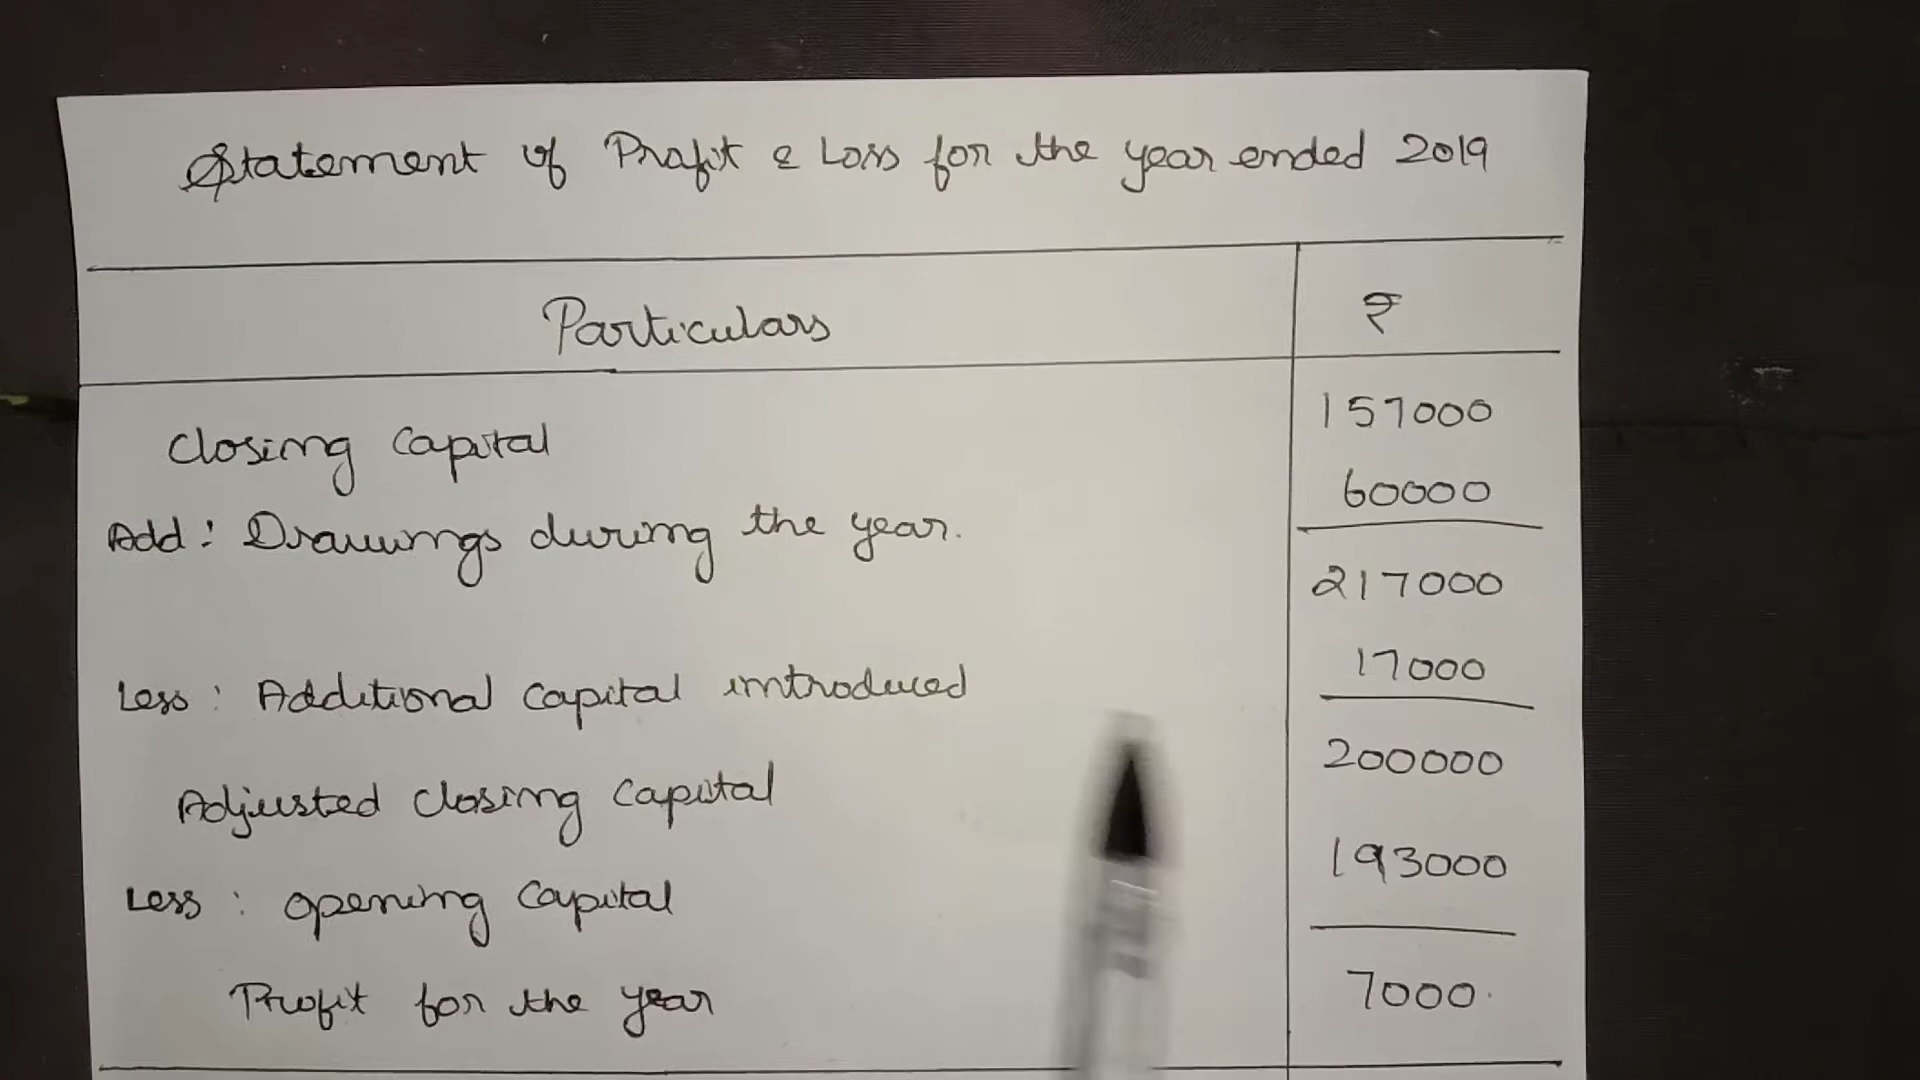 Statement of Profit & Loss for the year ended 2019
Particulars ₹
Closing Capital 157000
Add: Drawings during the year. 60000
217000
Less: Additional Capital introduced 17000
Adjusted Closing Capital 200000
Less: Opening Capital 193000
Profit for the year 7000